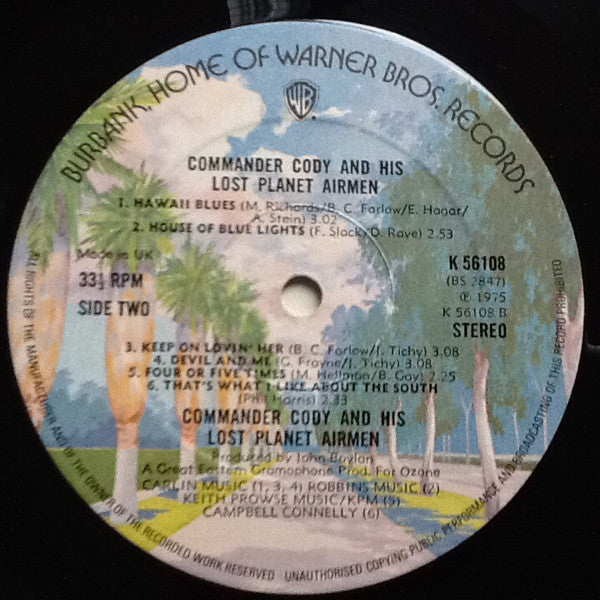 BURBANK, HOME OF WARNER BROS. RECORDS
WB
COMMANDER CODY AND HIS
LOST PLANET AIRMEN
1. HAWAII BLUES (M. Richards/B. C. Farlow/E. Hagar/
A. Stein) 3.02
2. HOUSE OF BLUE LIGHTS (F. Slack/D. Raye) 2.53
Made in UK
33⅓ RPM
SIDE TWO
K 56108
(BS 2847)
℗ 1975
K 56108 B
STEREO
3. KEEP ON LOVIN' HER (B. C. Farlow/J. Tichy) 3.08
4. DEVIL AND ME (G. Frayne/J. Tichy) 3.08
5. FOUR OR FIVE TIMES (M. Hellman/B. Gay) 2.25
6. THAT'S WHAT I LIKE ABOUT THE SOUTH
(Phil Harris) 2.33
COMMANDER CODY AND HIS
LOST PLANET AIRMEN
Produced by John Boylan
A Great Eastern Gramophone Prod. For Ozone
CARLIN MUSIC (1, 3, 4) ROBBINS MUSIC (2)
KEITH PROWSE MUSIC/KPM (5)
CAMPBELL CONNELLY (6)
ALL RIGHTS OF THE MANUFACTURER AND OF THE OWNER OF THE RECORDED WORK RESERVED UNAUTHORISED COPYING PUBLIC PERFORMANCE AND BROADCASTING OF THIS RECORD PROHIBITED